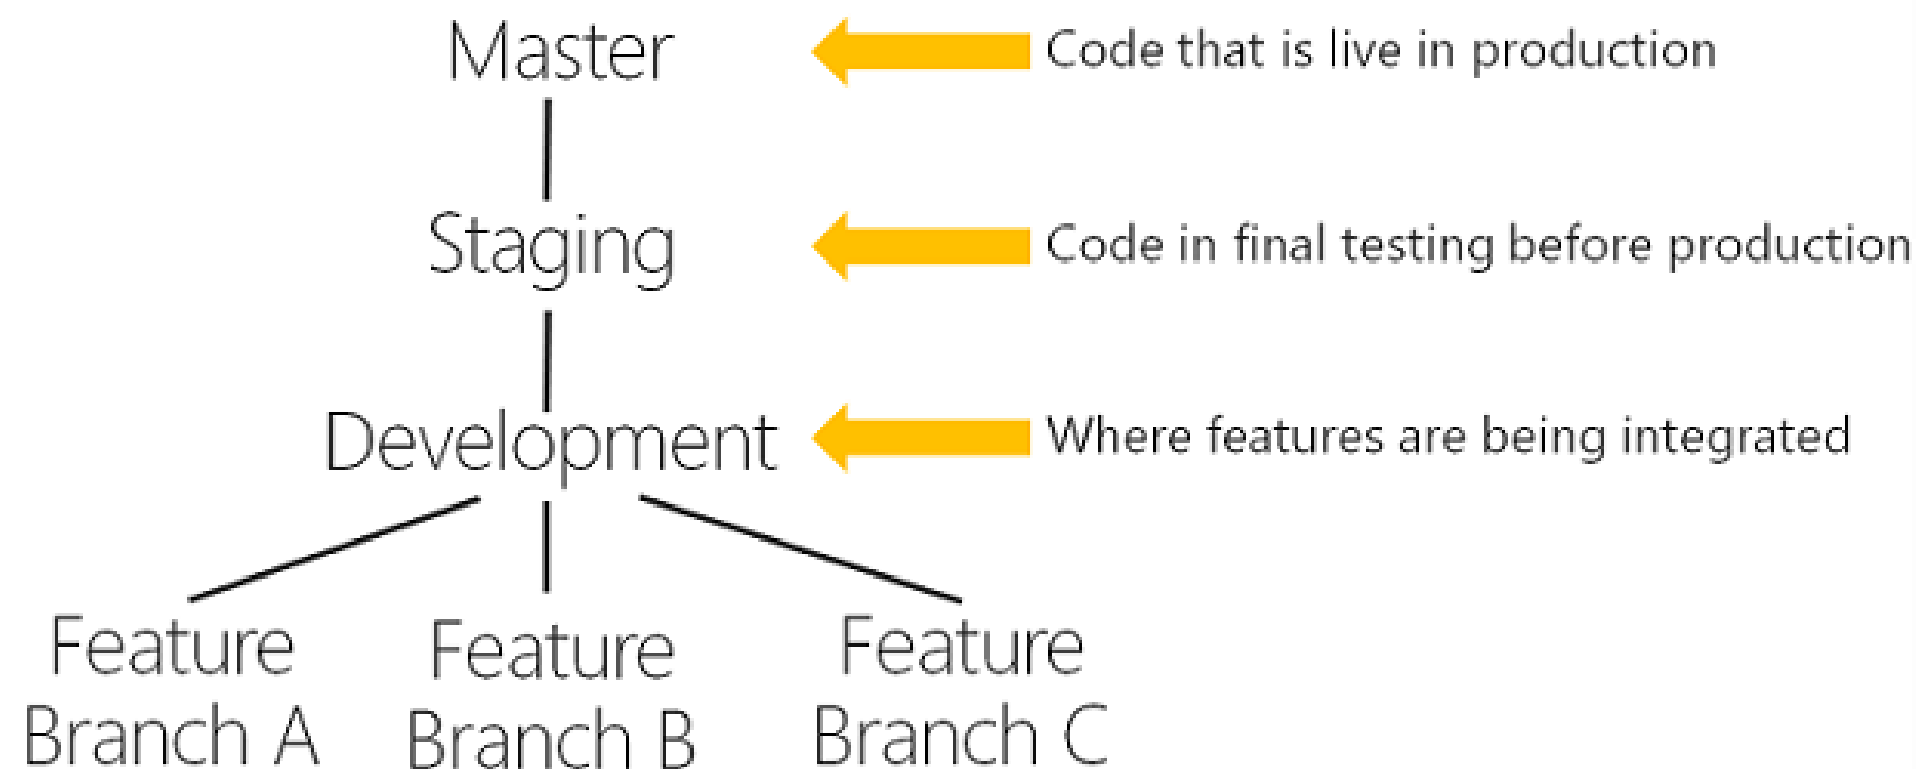 Master
Code that is live in production
Staging
Code in final testing before production
Development
Where features are being integrated
Feature
Branch A
Feature
Branch B
Feature
Branch C